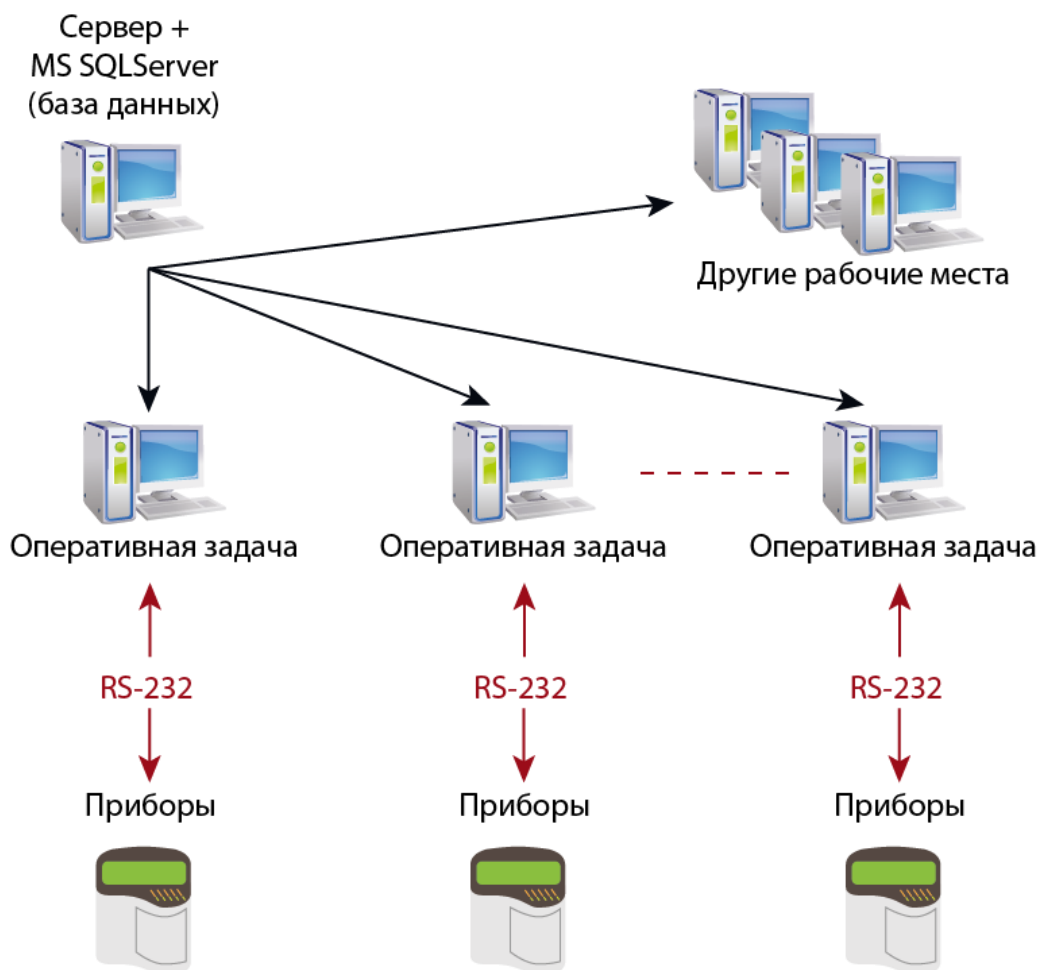 Сервер +
MS SQLServer
(база данных)
Другие рабочие места
Оперативная задача
Оперативная задача
Оперативная задача
RS-232
RS-232
RS-232
Приборы
Приборы
Приборы